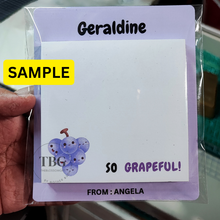 Geraldine
SAMPLE
TBG
SO GRAPEFUL!
FROM : ANGELA